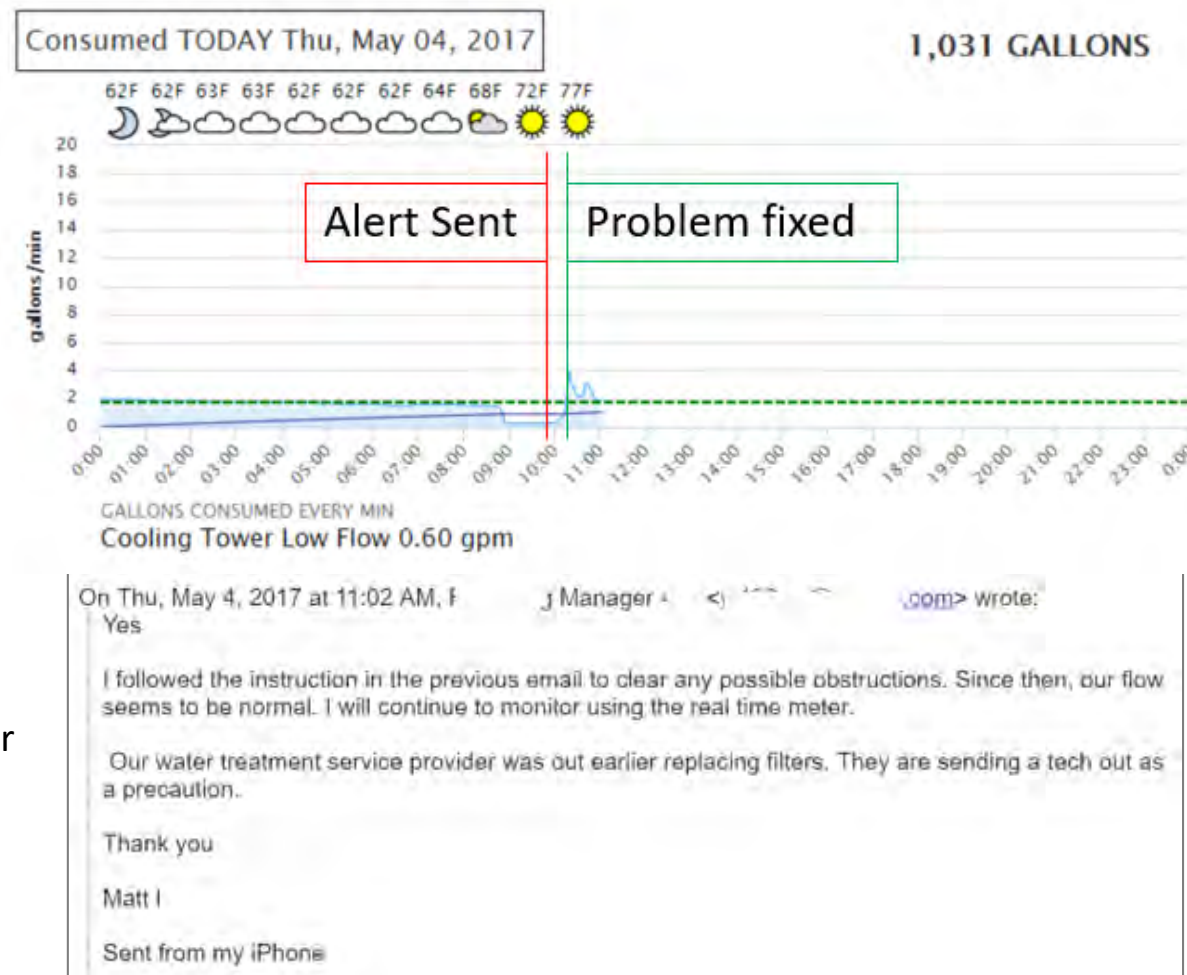 Consumed TODAY Thu, May 04, 2017
1,031 GALLONS
62F 62F 63F 63F 62F 62F 62F 64F 68F 72F 77F
20
18
16
14
12
10
8
6
4
2
0
gallons/min
Alert Sent
Problem fixed
0:00 01:00 02:00 03:00 04:00 05:00 06:00 07:00 08:00 09:00 10:00 11:00 12:00 13:00 14:00 15:00 16:00 17:00 18:00 19:00 20:00 21:00 22:00 23:00 0:00
GALLONS CONSUMED EVERY MIN
Cooling Tower Low Flow 0.60 gpm
On Thu, May 4, 2017 at 11:02 AM, Manager .com> wrote:
Yes
I followed the instruction in the previous email to clear any possible obstructions. Since then, our flow
seems to be normal. I will continue to monitor using the real time meter.
r
Our water treatment service provider was out earlier replacing filters. They are sending a tech out as
a precaution.
Thank you
Matt I
Sent from my iPhone